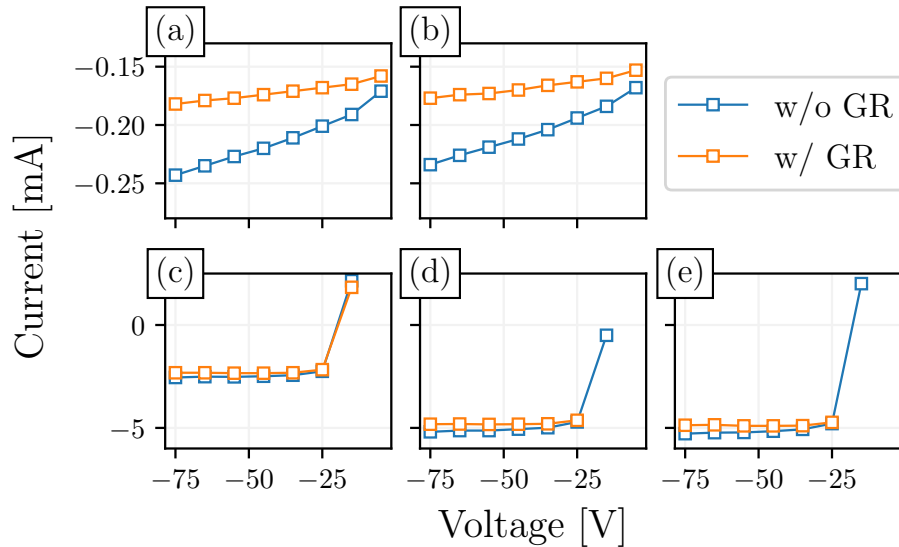 (a)
(b)
−0.15
−0.20
−0.25
w/o GR
w/ GR
Current [mA]
(c)
(d)
(e)
0
−5
−75 −50 −25
−75 −50 −25
−75 −50 −25
Voltage [V]